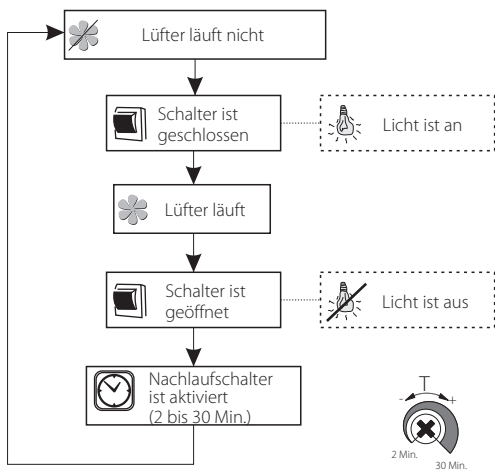 Lüfter läuft nicht
Schalter ist
geschlossen
Licht ist an
Lüfter läuft
Schalter ist
geöffnet
Licht ist aus
Nachlaufschalter
ist aktiviert
(2 bis 30 Min.)
T
- +
2 Min.
30 Min.